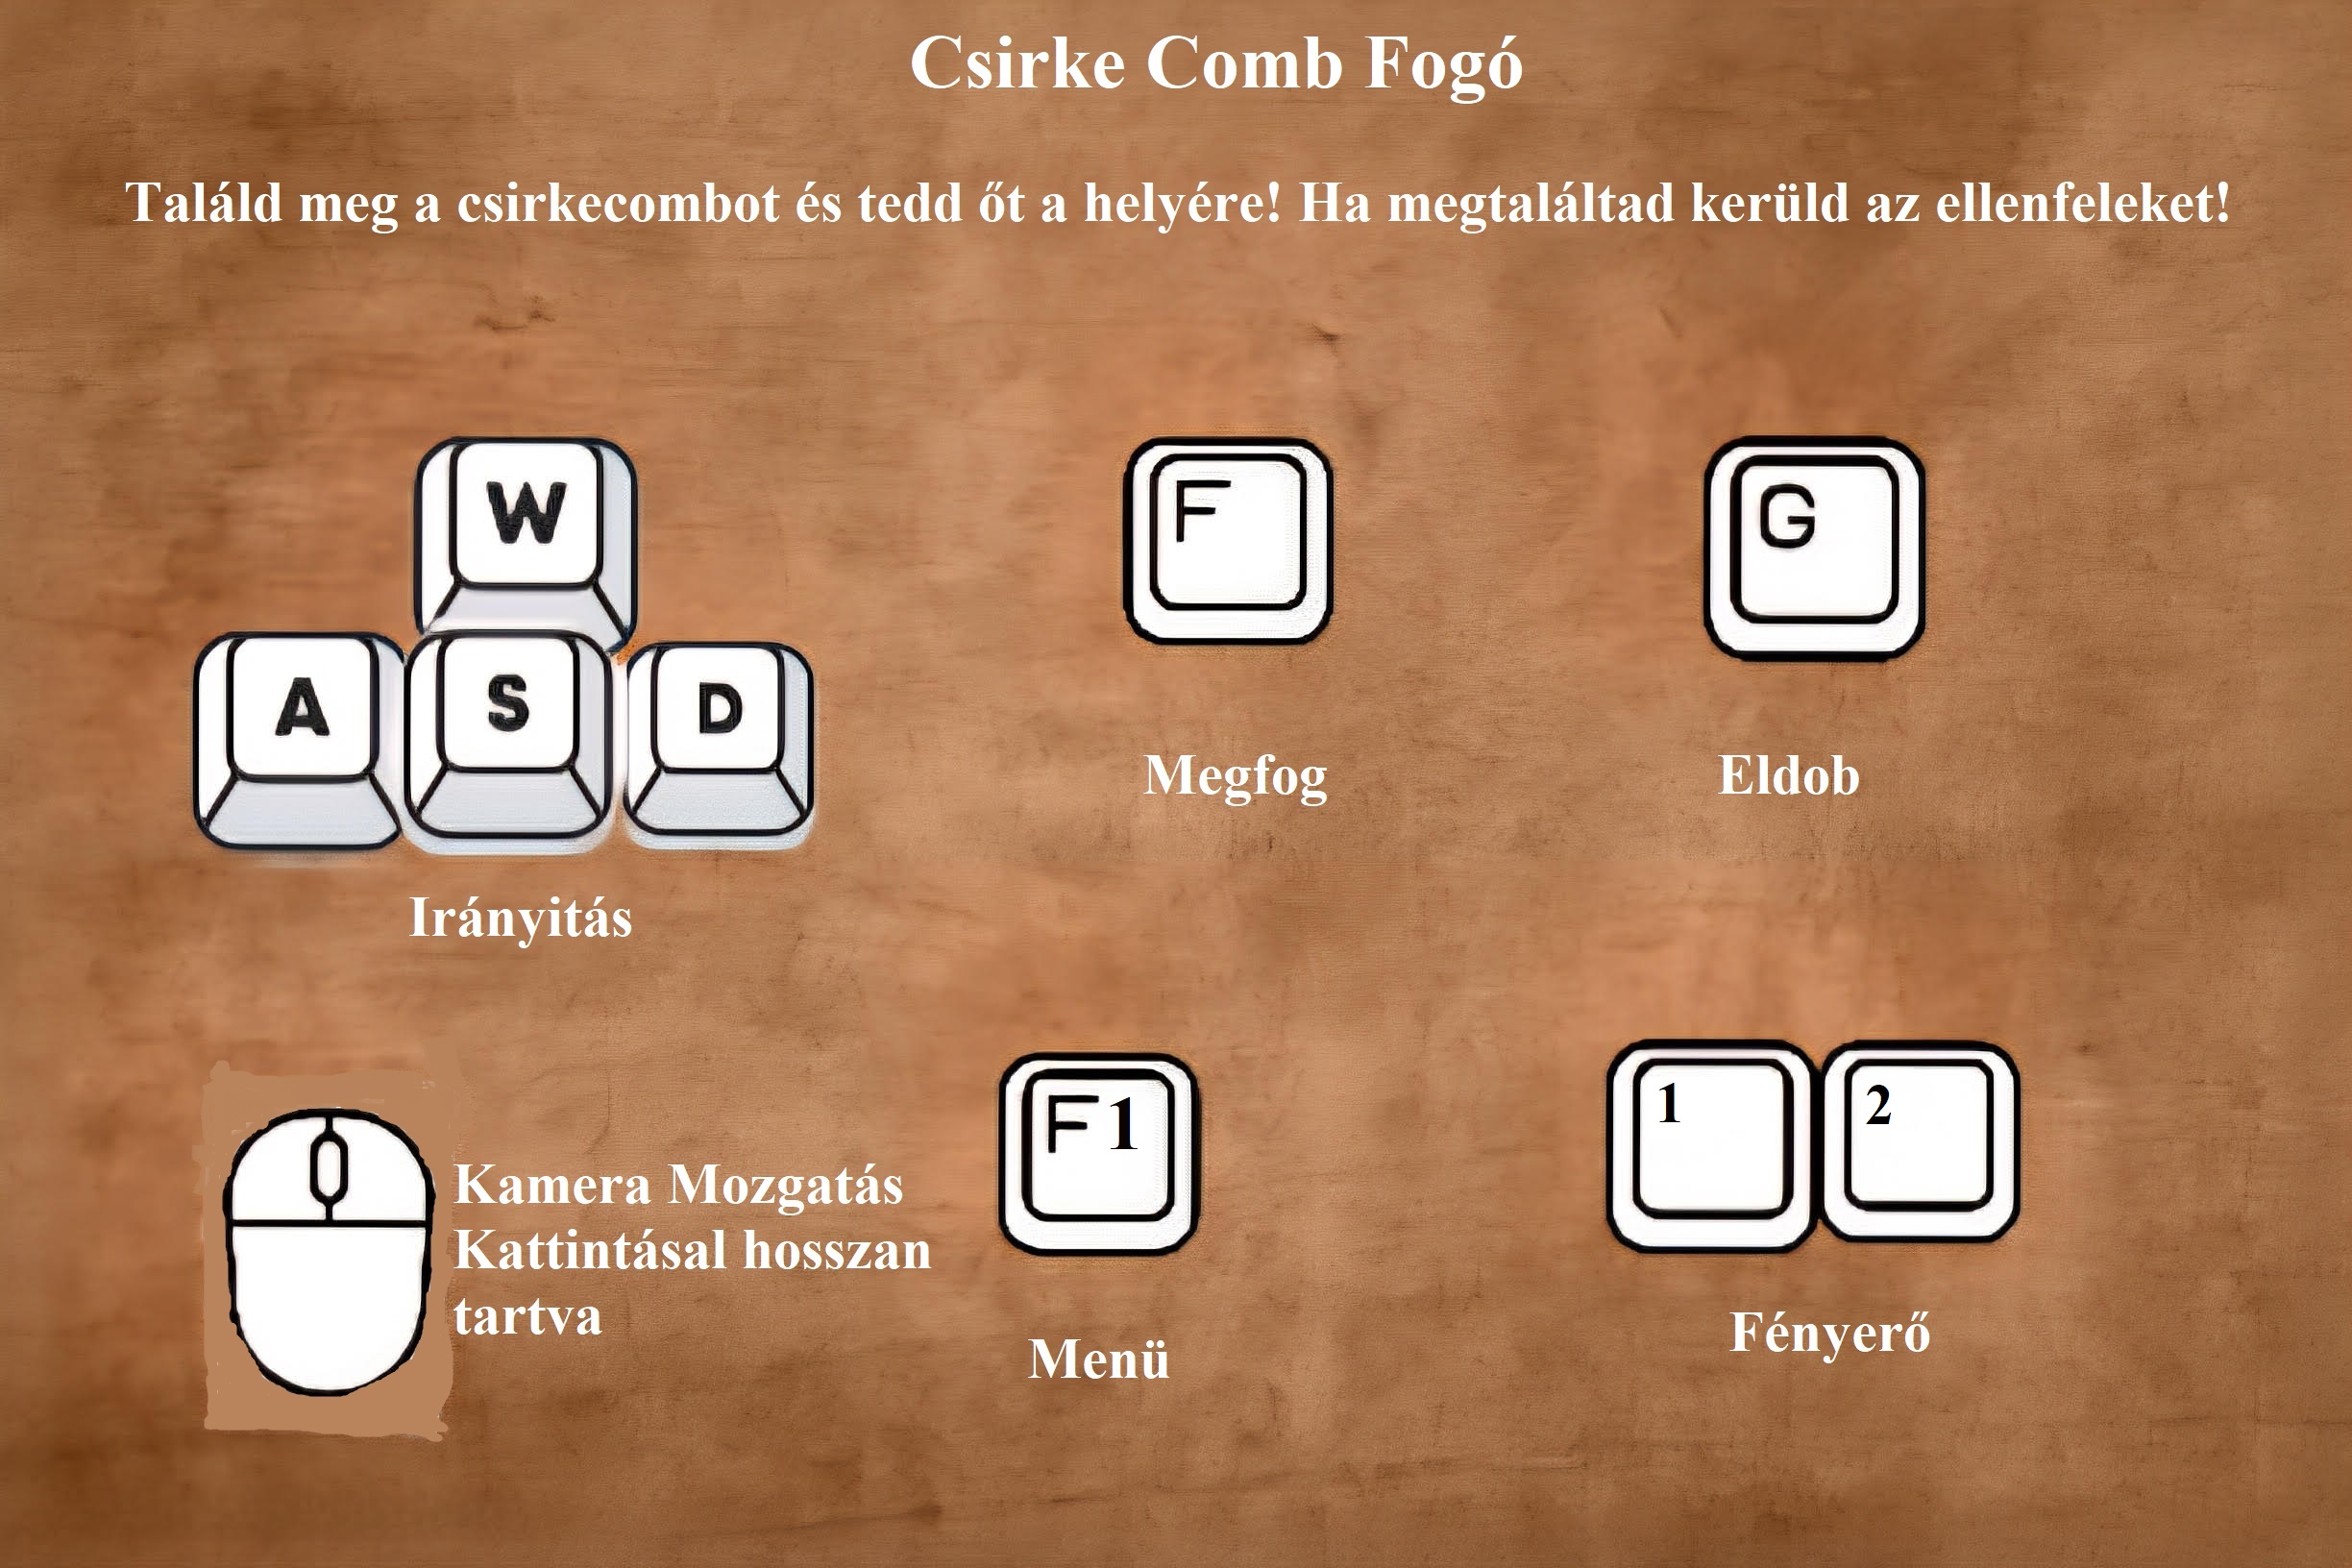 Csirke Comb Fogó
Találd meg a csirkecombot és tedd őt a helyére! Ha megtaláltad kerüld az ellenfeleket!
W
A S D
Irányitás
F
Megfog
G
Eldob
Kamera Mozgatás
Kattintásal hosszan
tartva
F1
Menü
1 2
Fényerő